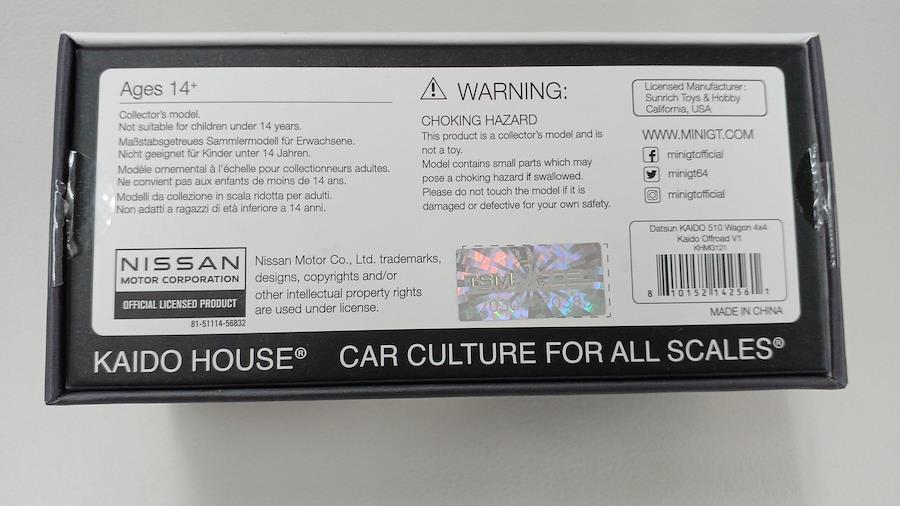 Ages 14+
Collector's model.
Not suitable for children under 14 years.
Maßstabsgetreues Sammlermodell für Erwachsene.
Nicht geeignet für Kinder unter 14 Jahren.
Modèle ornemental à l'échelle pour collectionneurs adultes.
Ne convient pas aux enfants de moins de 14 ans.
Modelli da collezione in scala ridotta per adulti.
Non adatti a ragazzi di età inferiore a 14 anni.
WARNING:
CHOKING HAZARD
This product is a collector's model and is
not a toy.
Model contains small parts which may
pose a choking hazard if swallowed.
Please do not touch the model if it is
damaged or defective for your own safety.
Licensed Manufacturer:
Sunrich Toys & Hobby
California, USA
WWW.MINIGT.COM
minigtofficial
minigt64
minigtofficial
NISSAN
MOTOR CORPORATION
OFFICIAL LICENSED PRODUCT
81-51114-56832
Nissan Motor Co., Ltd. trademarks,
designs, copyrights and/or
other intellectual property rights
are used under license.
Datsun KAIDO 510 Wagon 4x4
Kaido Offroad V1
KHMG121
8 10152 14256 1
MADE IN CHINA
KAIDO HOUSE® CAR CULTURE FOR ALL SCALES®